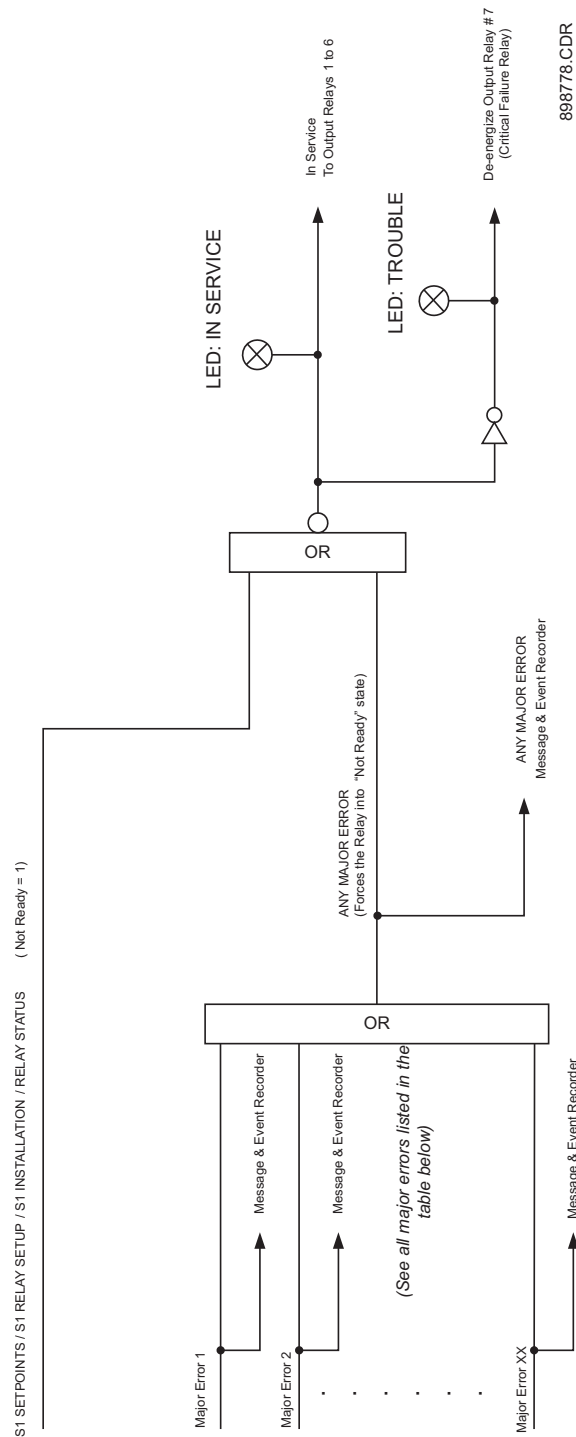 S1 SETPOINTS / S1 RELAY SETUP / S1 INSTALLATION / RELAY STATUS ( Not Ready = 1)
Major Error 1
Message & Event Recorder
Major Error 2
Message & Event Recorder
(See all major errors listed in the
table below)
Major Error XX
Message & Event Recorder
OR
ANY MAJOR ERROR
(Forces the Relay into “Not Ready” state)
ANY MAJOR ERROR
Message & Event Recorder
OR
LED: IN SERVICE
In Service
To Output Relays 1 to 6
LED: TROUBLE
De-energize Output Relay # 7
(Critical Failure Relay)
898778.CDR